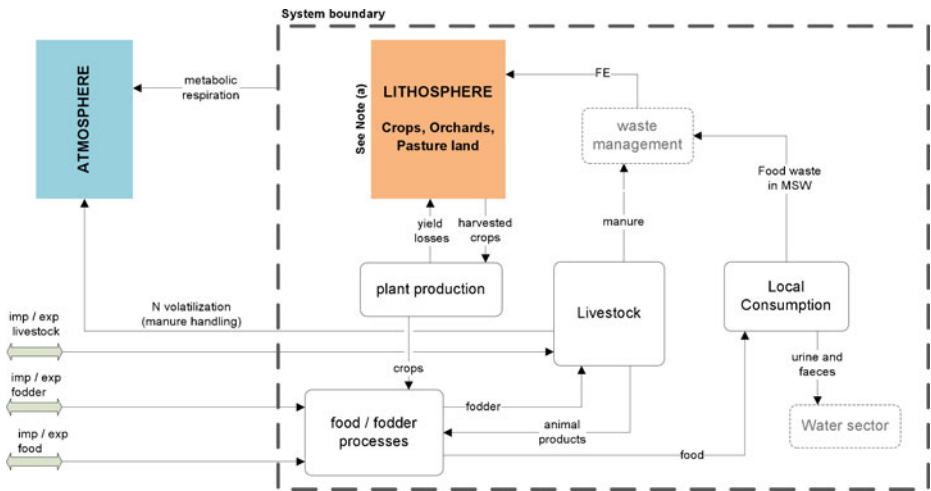 System boundary
ATMOSPHERE
metabolic
respiration
See Note (a)
LITHOSPHERE
Crops, Orchards,
Pasture land
FE
waste
management
Food waste
in MSW
yield
losses
harvested
crops
manure
plant production
Livestock
Local
Consumption
N volatilization
(manure handling)
imp / exp
livestock
crops
urine and
faeces
imp / exp
fodder
fodder
food / fodder
processes
animal
products
Water sector
imp / exp
food
food